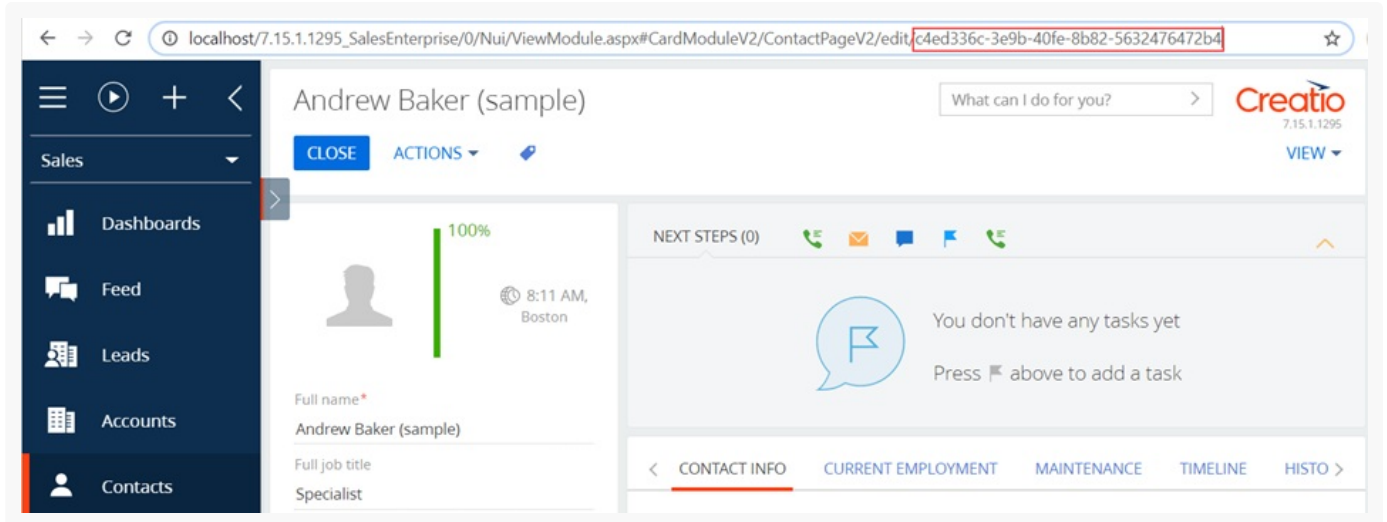 localhost/7.15.1.1295_SalesEnterprise/0/Nui/ViewModule.aspx#CardModuleV2/ContactPageV2/edit/c4ed336c-3e9b-40fe-8b82-5632476472b4
Andrew Baker (sample)
What can I do for you?
Creatio
7.15.1.1295
Sales
CLOSE ACTIONS
VIEW
Dashboards
Feed
Leads
Accounts
Contacts
100%
8:11 AM,
Boston
Full name*
Andrew Baker (sample)
Full job title
Specialist
NEXT STEPS (0)
You don't have any tasks yet
Press above to add a task
CONTACT INFO CURRENT EMPLOYMENT MAINTENANCE TIMELINE HISTO